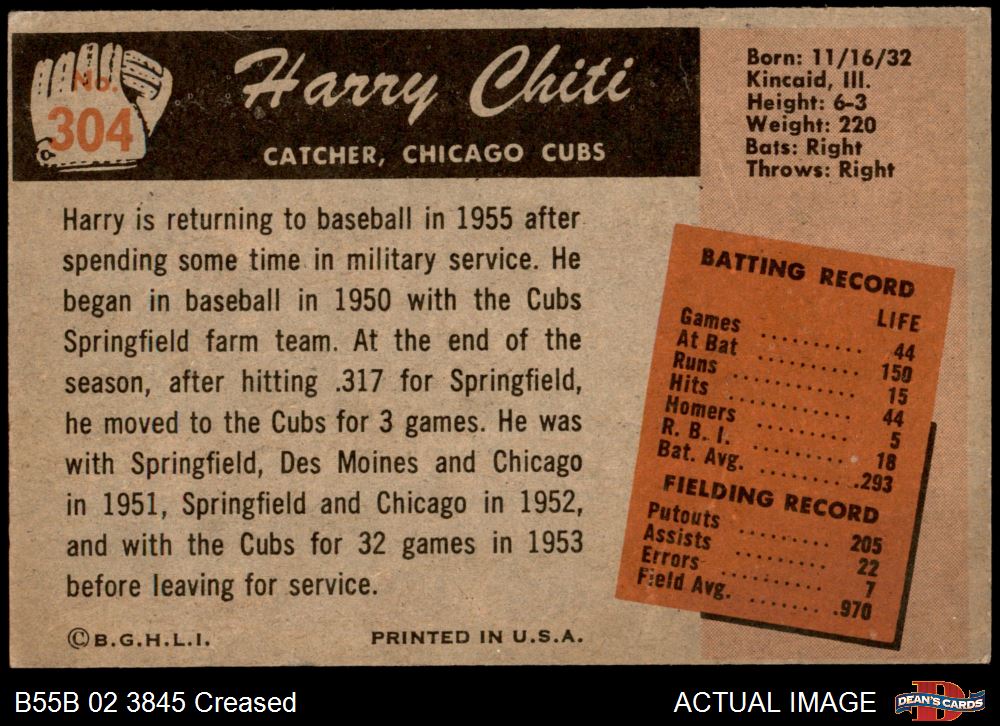 No.
304
Harry Chiti
CATCHER, CHICAGO CUBS
Born: 11/16/32
Kincaid, Ill.
Height: 6-3
Weight: 220
Bats: Right
Throws: Right
Harry is returning to baseball in 1955 after
spending some time in military service. He
began in baseball in 1950 with the Cubs
Springfield farm team. At the end of the
season, after hitting .317 for Springfield,
he moved to the Cubs for 3 games. He was
with Springfield, Des Moines and Chicago
in 1951, Springfield and Chicago in 1952,
and with the Cubs for 32 games in 1953
before leaving for service.
©B.G.H.L.I. PRINTED IN U.S.A.
BATTING RECORD
LIFE
Games .......... 44
At Bat .......... 150
Runs .......... 15
Hits .......... 44
Homers .......... 5
R. B. I. .......... 18
Bat. Avg. .......... .293
FIELDING RECORD
Putouts .......... 205
Assists .......... 22
Errors .......... 7
Field Avg. ....... .970
B55B 02 3845 Creased
ACTUAL IMAGE
DEAN'S CARDS